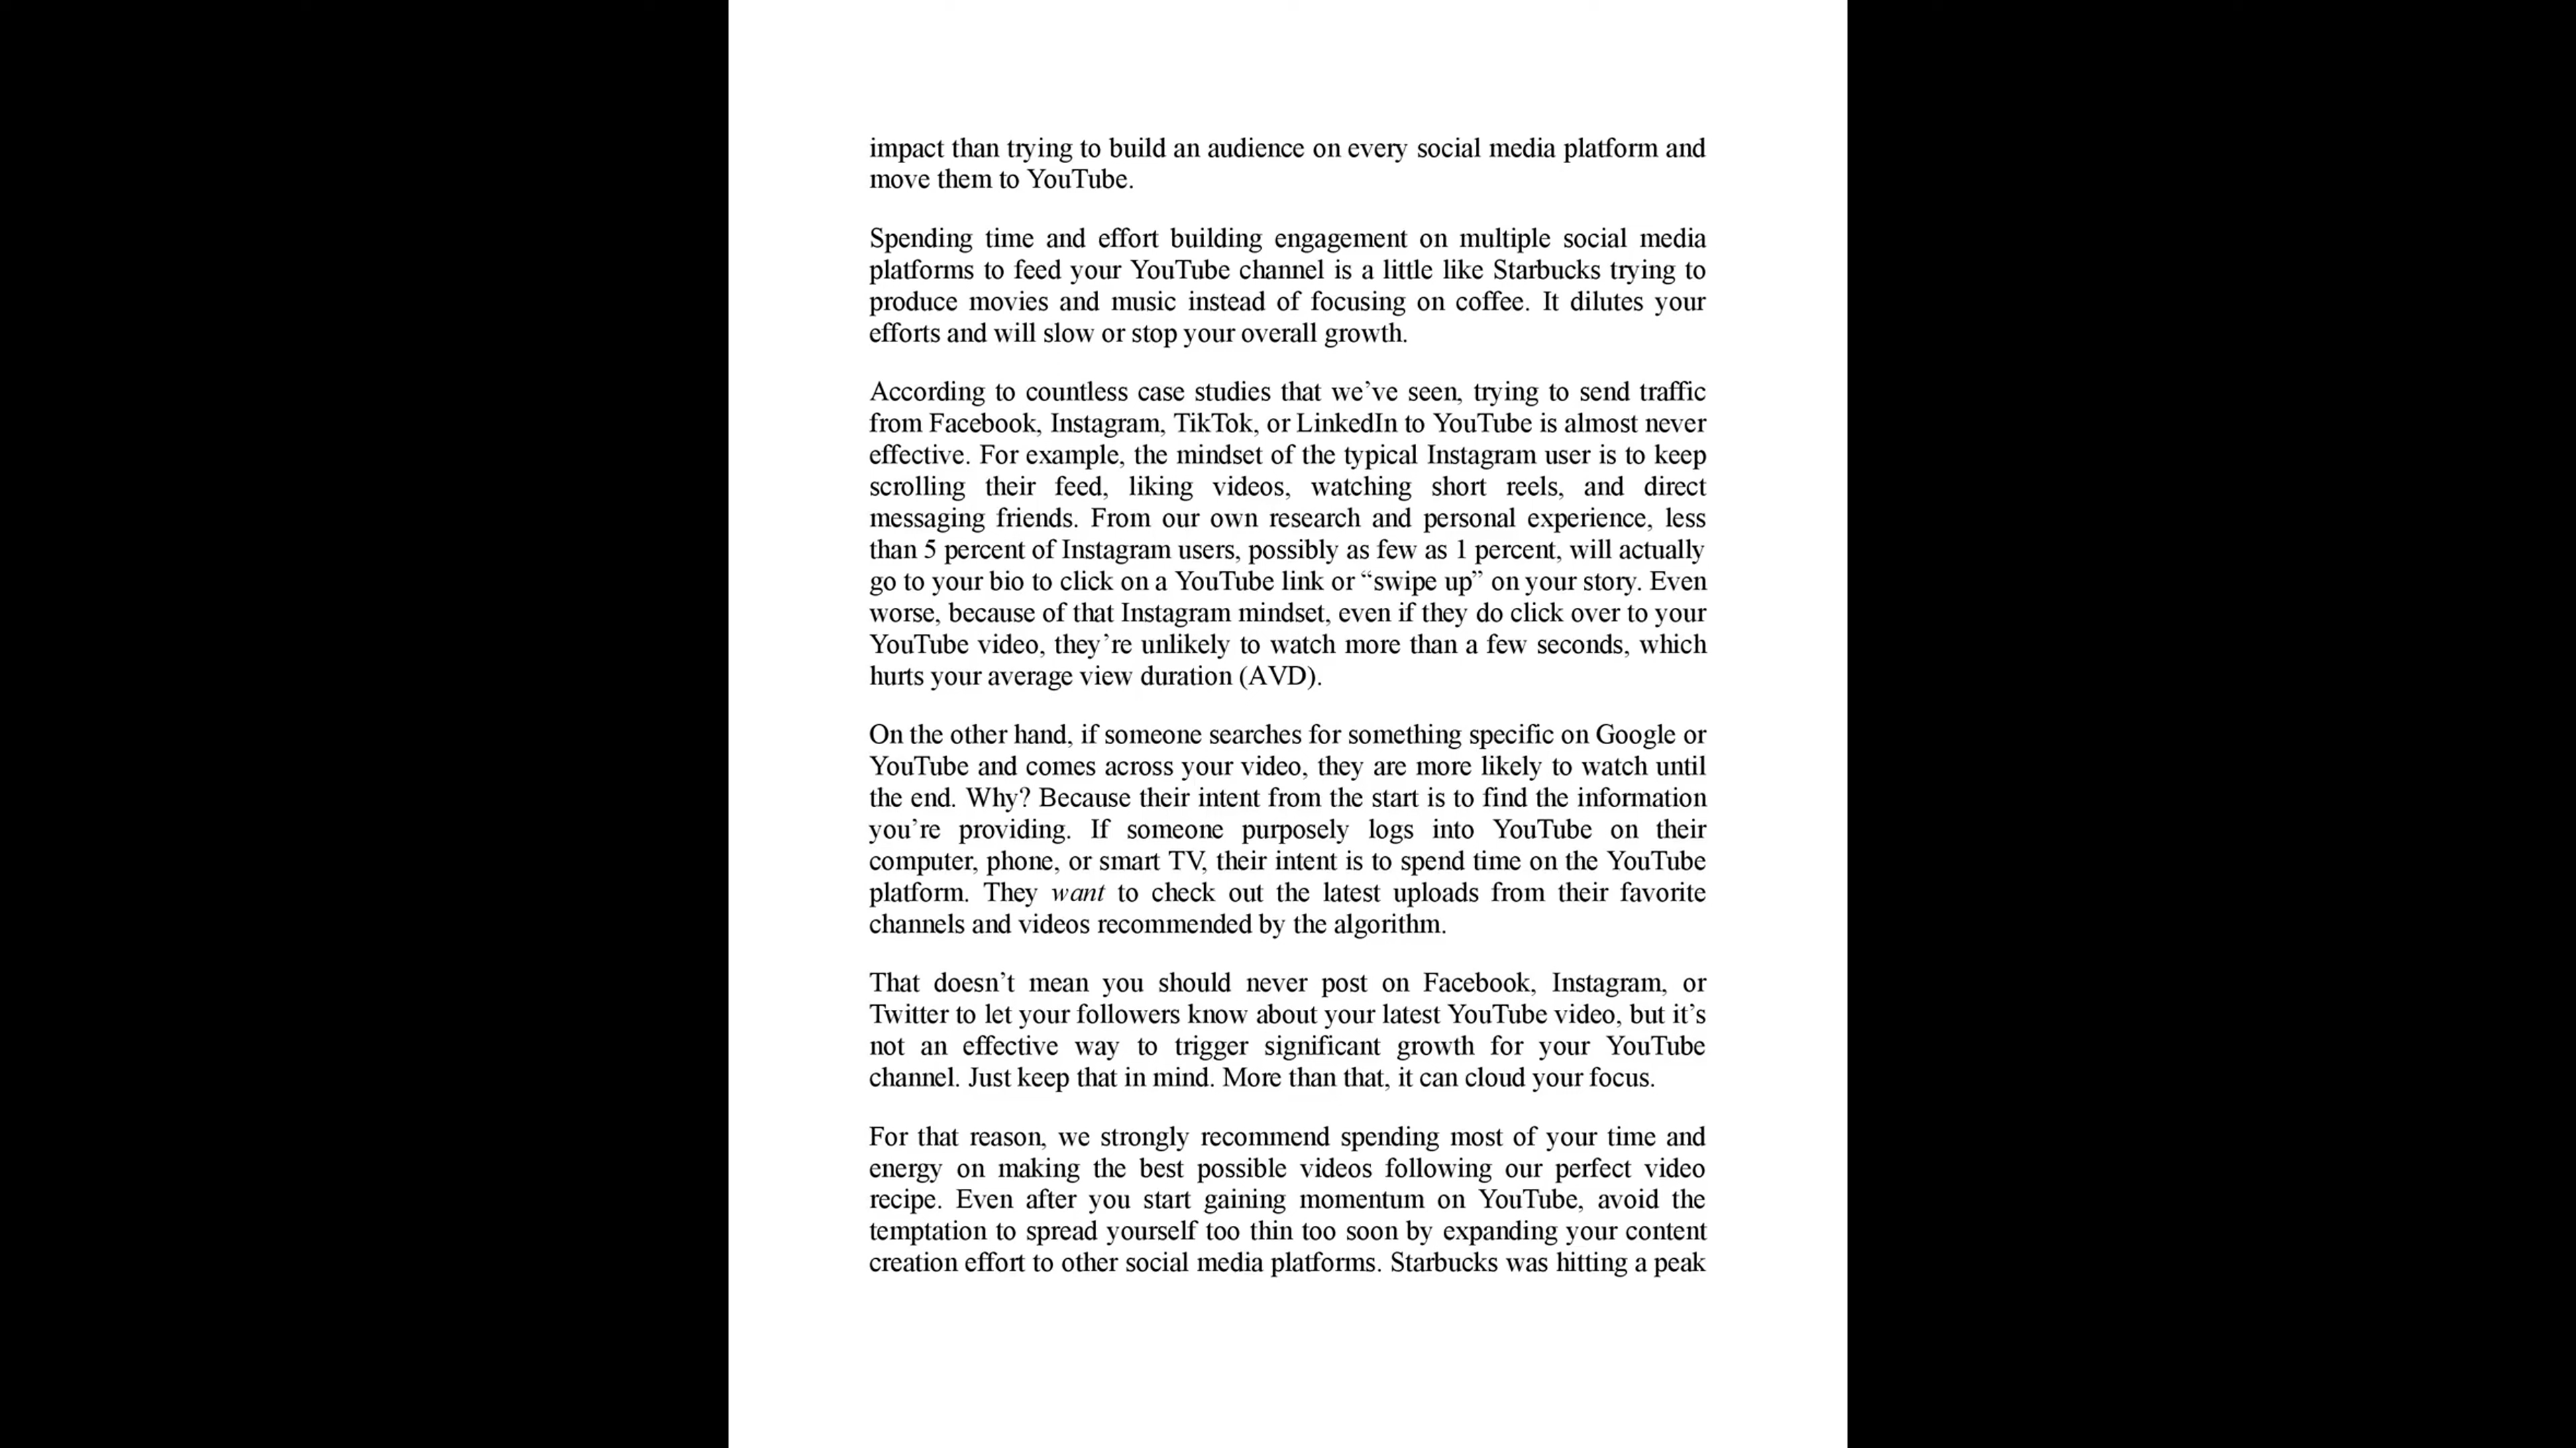 impact than trying to build an audience on every social media platform and
move them to YouTube.
Spending time and effort building engagement on multiple social media
platforms to feed your YouTube channel is a little like Starbucks trying to
produce movies and music instead of focusing on coffee. It dilutes your
efforts and will slow or stop your overall growth.
According to countless case studies that we’ve seen, trying to send traffic
from Facebook, Instagram, TikTok, or LinkedIn to YouTube is almost never
effective. For example, the mindset of the typical Instagram user is to keep
scrolling their feed, liking videos, watching short reels, and direct
messaging friends. From our own research and personal experience, less
than 5 percent of Instagram users, possibly as few as 1 percent, will actually
go to your bio to click on a YouTube link or “swipe up” on your story. Even
worse, because of that Instagram mindset, even if they do click over to your
YouTube video, they’re unlikely to watch more than a few seconds, which
hurts your average view duration (AVD).
On the other hand, if someone searches for something specific on Google or
YouTube and comes across your video, they are more likely to watch until
the end. Why? Because their intent from the start is to find the information
you’re providing. If someone purposely logs into YouTube on their
computer, phone, or smart TV, their intent is to spend time on the YouTube
platform. They want to check out the latest uploads from their favorite
channels and videos recommended by the algorithm.
That doesn’t mean you should never post on Facebook, Instagram, or
Twitter to let your followers know about your latest YouTube video, but it’s
not an effective way to trigger significant growth for your YouTube
channel. Just keep that in mind. More than that, it can cloud your focus.
For that reason, we strongly recommend spending most of your time and
energy on making the best possible videos following our perfect video
recipe. Even after you start gaining momentum on YouTube, avoid the
temptation to spread yourself too thin too soon by expanding your content
creation effort to other social media platforms. Starbucks was hitting a peak